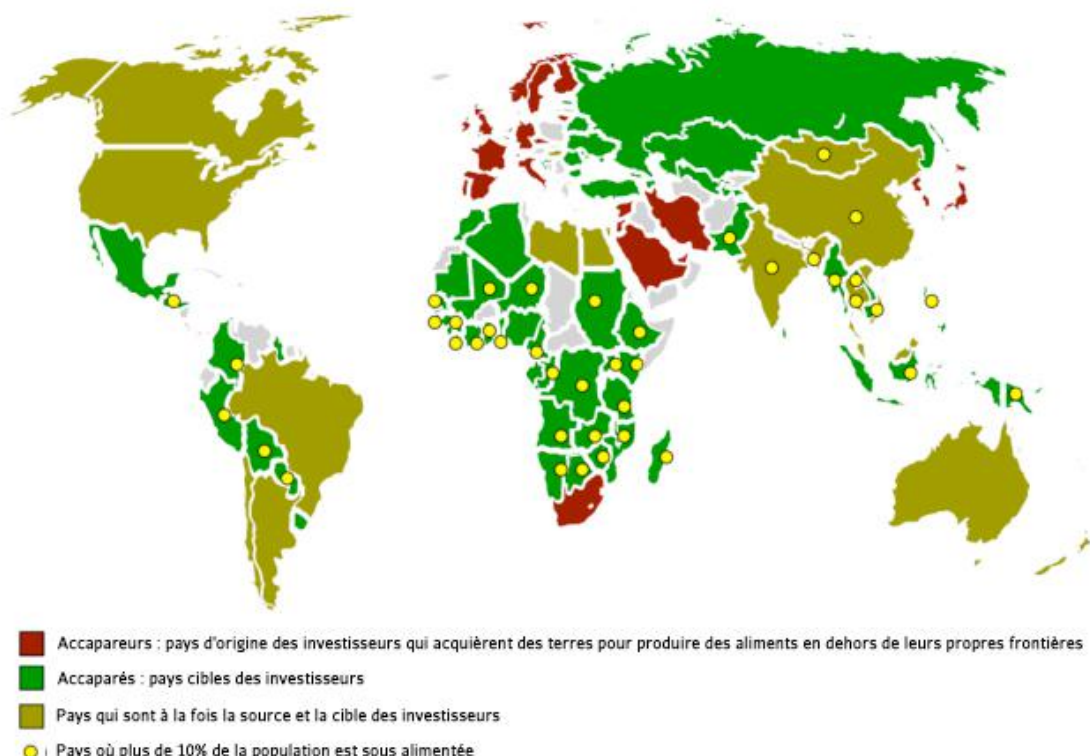 Accapareurs : pays d'origine des investisseurs qui acquièrent des terres pour produire des aliments en dehors de leurs propres frontières
Accaparés : pays cibles des investisseurs
Pays qui sont à la fois la source et la cible des investisseurs
Pays où plus de 10% de la population est sous alimentée